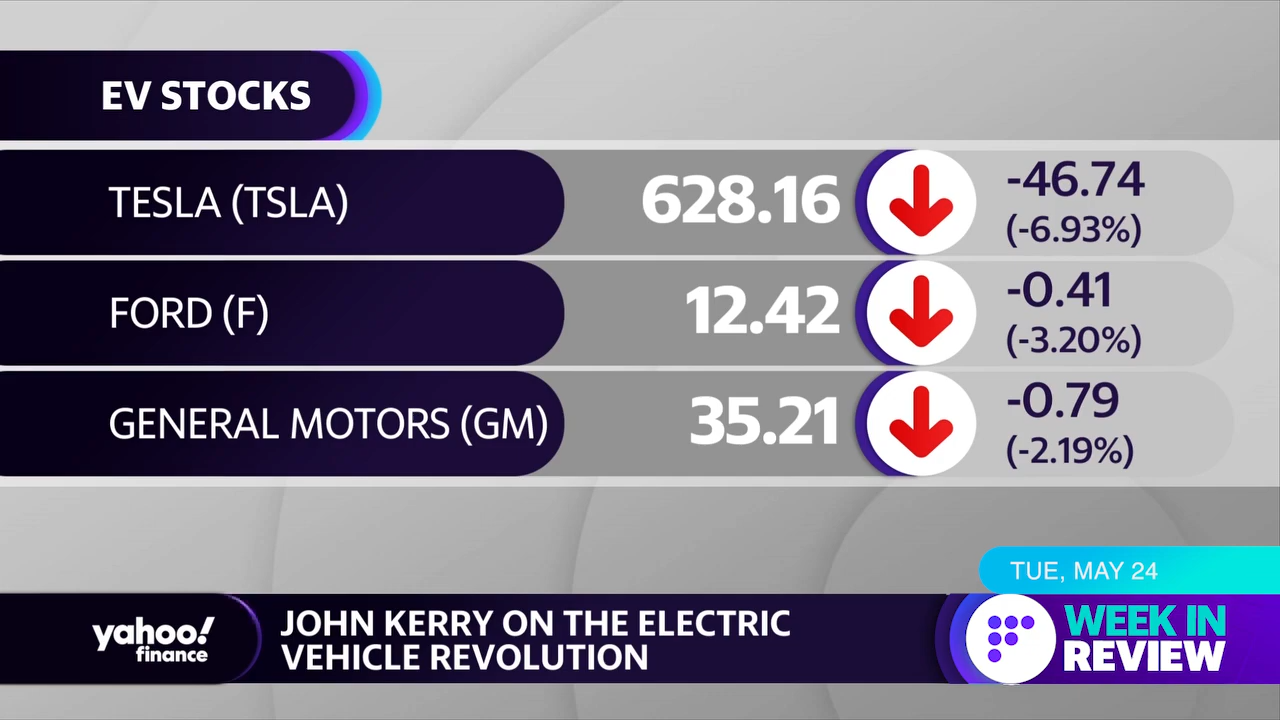 EV STOCKS
TESLA (TSLA) 628.16 -46.74
(-6.93%)
FORD (F) 12.42 -0.41
(-3.20%)
GENERAL MOTORS (GM) 35.21 -0.79
(-2.19%)
TUE, MAY 24
yahoo!
finance
JOHN KERRY ON THE ELECTRIC
VEHICLE REVOLUTION
WEEK IN
REVIEW